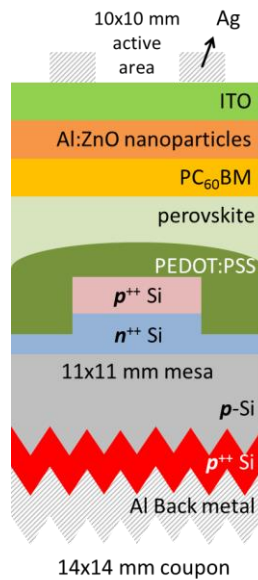 10x10 mm Ag
active
area
ITO
Al:ZnO nanoparticles
PC₆₀BM
perovskite
PEDOT:PSS
p⁺⁺ Si
n⁺⁺ Si
11x11 mm mesa
p-Si
p⁺⁺ Si
Al Back metal
14x14 mm coupon